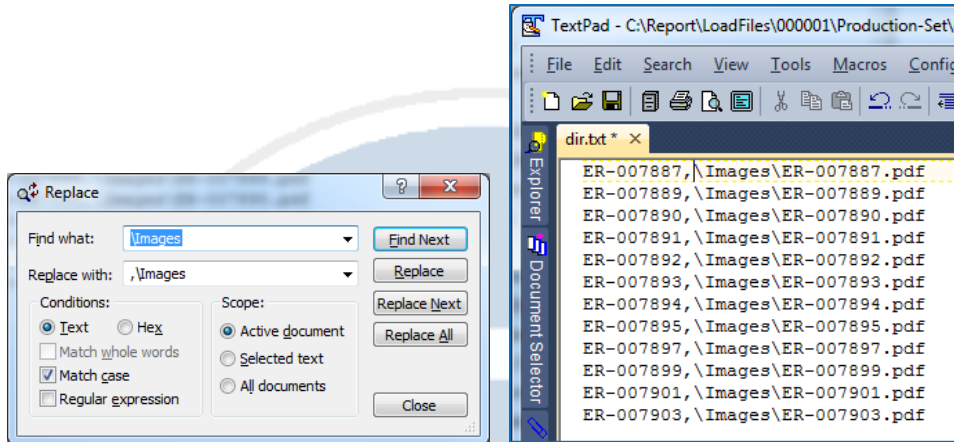 Replace
Find what:
\Images
Find Next
Replace with:
,\Images
Replace
Conditions:
Scope:
Replace Next
Text
Hex
Active document
Replace All
Match whole words
Selected text
Match case
All documents
Regular expression
Close
TextPad - C:\Report\LoadFiles\000001\Production-Set\
File Edit Search View Tools Macros Config
dir.txt *
Explorer
Document Selector
ER-007887,\Images\ER-007887.pdf
ER-007889,\Images\ER-007889.pdf
ER-007890,\Images\ER-007890.pdf
ER-007891,\Images\ER-007891.pdf
ER-007892,\Images\ER-007892.pdf
ER-007893,\Images\ER-007893.pdf
ER-007894,\Images\ER-007894.pdf
ER-007895,\Images\ER-007895.pdf
ER-007897,\Images\ER-007897.pdf
ER-007899,\Images\ER-007899.pdf
ER-007901,\Images\ER-007901.pdf
ER-007903,\Images\ER-007903.pdf